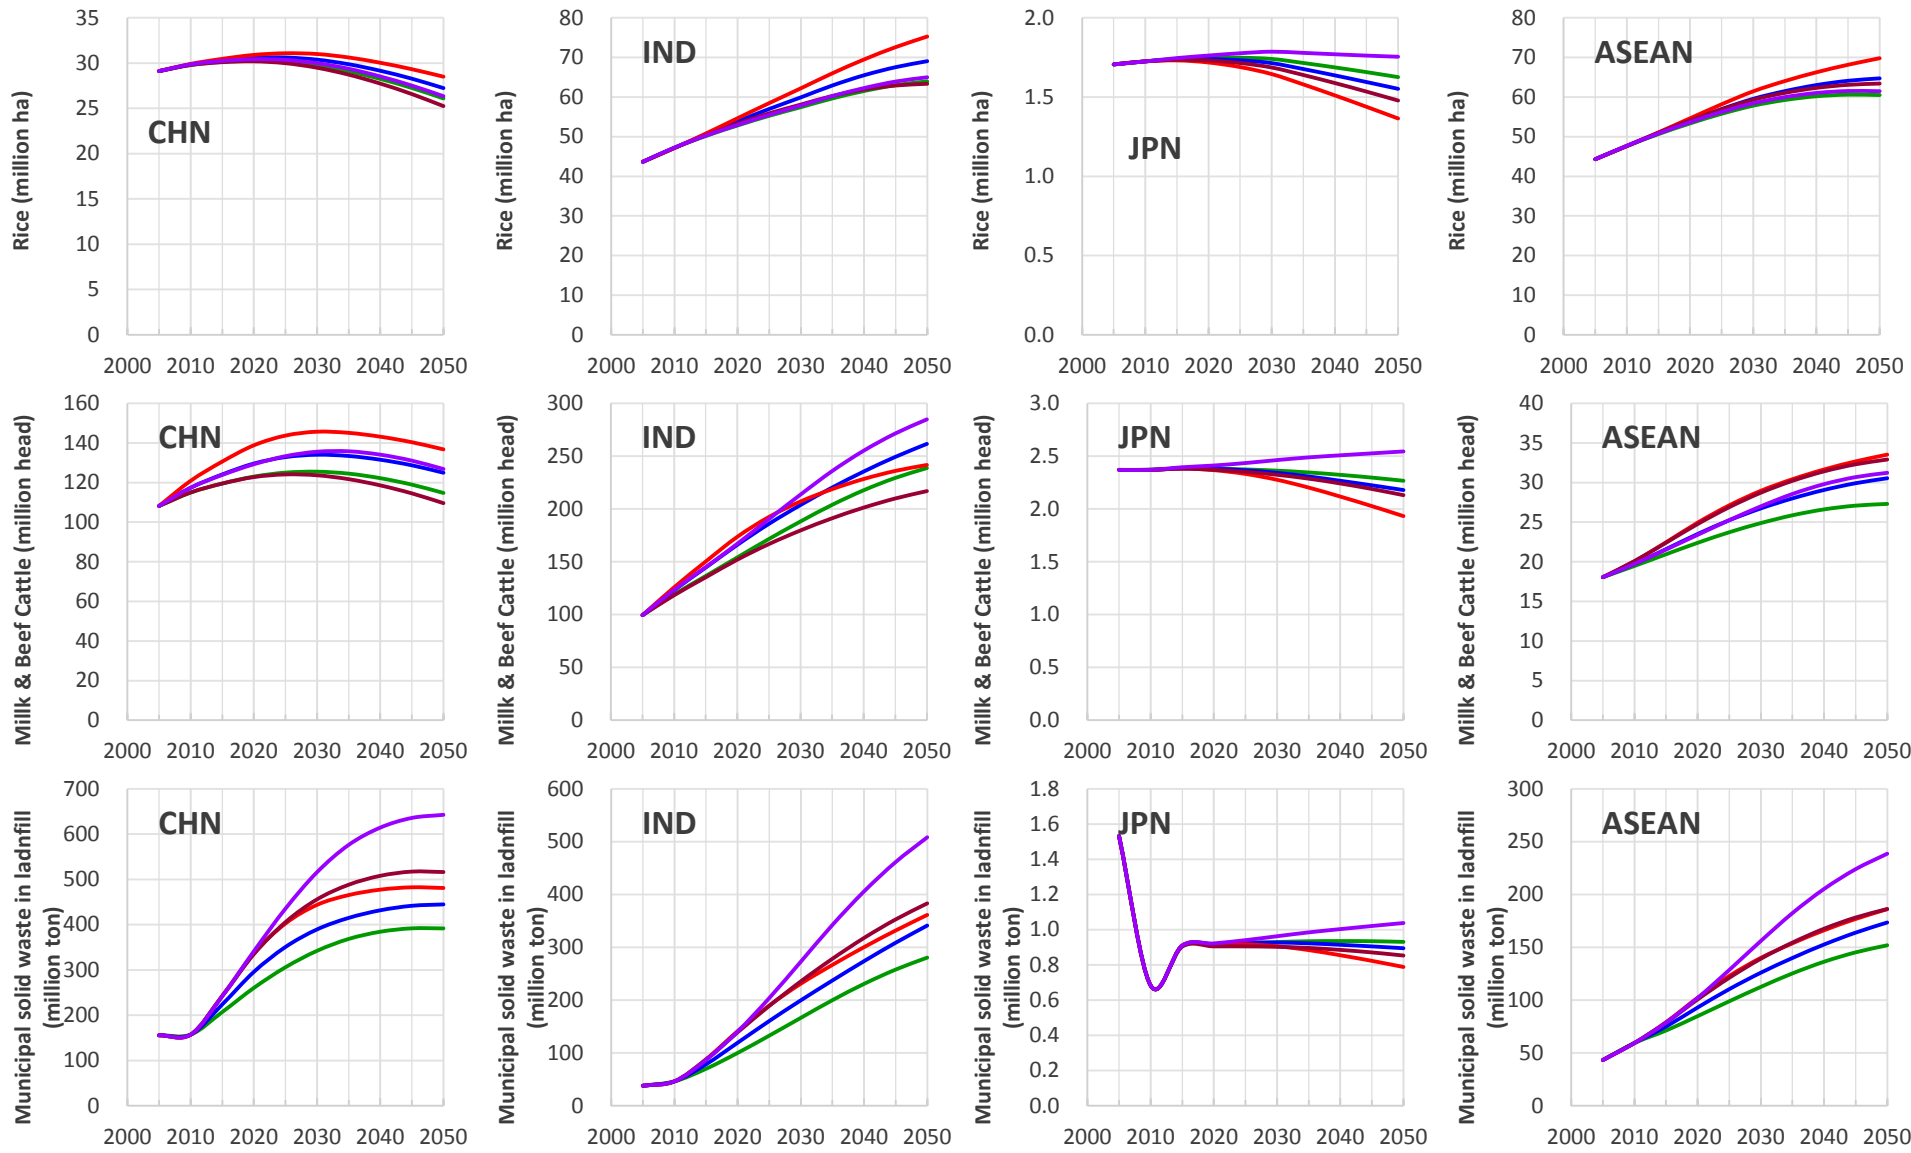 Rice (million ha)
35
30
25
20
15
10
5
0
CHN
2000 2010 2020 2030 2040 2050
Rice (million ha)
80
70
60
50
40
30
20
10
0
IND
2000 2010 2020 2030 2040 2050
Rice (million ha)
2.0
1.5
1.0
0.5
0.0
JPN
2000 2010 2020 2030 2040 2050
Rice (million ha)
80
70
60
50
40
30
20
10
0
ASEAN
2000 2010 2020 2030 2040 2050
Millk & Beef Cattle (million head)
160
140
120
100
80
60
40
20
0
CHN
2000 2010 2020 2030 2040 2050
Millk & Beef Cattle (million head)
300
250
200
150
100
50
0
IND
2000 2010 2020 2030 2040 2050
Millk & Beef Cattle (million head)
3.0
2.5
2.0
1.5
1.0
0.5
0.0
JPN
2000 2010 2020 2030 2040 2050
Millk & Beef Cattle (million head)
40
35
30
25
20
15
10
5
0
ASEAN
2000 2010 2020 2030 2040 2050
Municipal solid waste in ladnfill
(million ton)
700
600
500
400
300
200
100
0
CHN
2000 2010 2020 2030 2040 2050
Municipal solid waste in ladnfill
(million ton)
600
500
400
300
200
100
0
IND
2000 2010 2020 2030 2040 2050
Municipal solid waste in ladnfill
(million ton)
1.8
1.6
1.4
1.2
1.0
0.8
0.6
0.4
0.2
0.0
JPN
2000 2010 2020 2030 2040 2050
Municipal solid waste in ladnfill
(million ton)
300
250
200
150
100
50
0
ASEAN
2000 2010 2020 2030 2040 2050